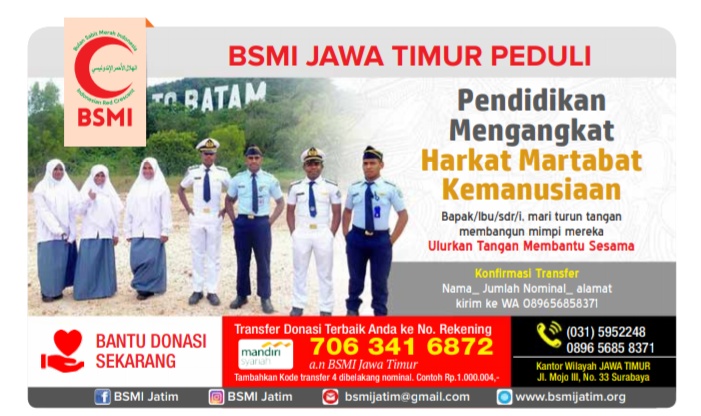 Bulan Sabit Merah Indonesia
الهلال الأحمر الإندونيسي
Indonesian Red Crescent
BSMI
BSMI JAWA TIMUR PEDULI
TO BATAM
Pendidikan
Mengangkat
Harkat Martabat
Kemanusiaan
Bapak/Ibu/sdr/i. mari turun tangan
membangun mimpi mereka
Ulurkan Tangan Membantu Sesama
Konfirmasi Transfer
Nama_ Jumlah Nominal_ alamat
kirim ke WA 089656858371
BANTU DONASI
SEKARANG
Transfer Donasi Terbaik Anda ke No. Rekening
mandiri
syariah
706 341 6872
a.n BSMI Jawa Timur
Tambahkan Kode transfer 4 dibelakang nominal. Contoh Rp.1.000.004,-
(031) 5952248
0896 5685 8371
Kantor Wilayah JAWA TIMUR
Jl. Mojo III, No. 33 Surabaya
BSMI Jatim
BSMI Jatim
bsmijatim@gmail.com
www.bsmijatim.org